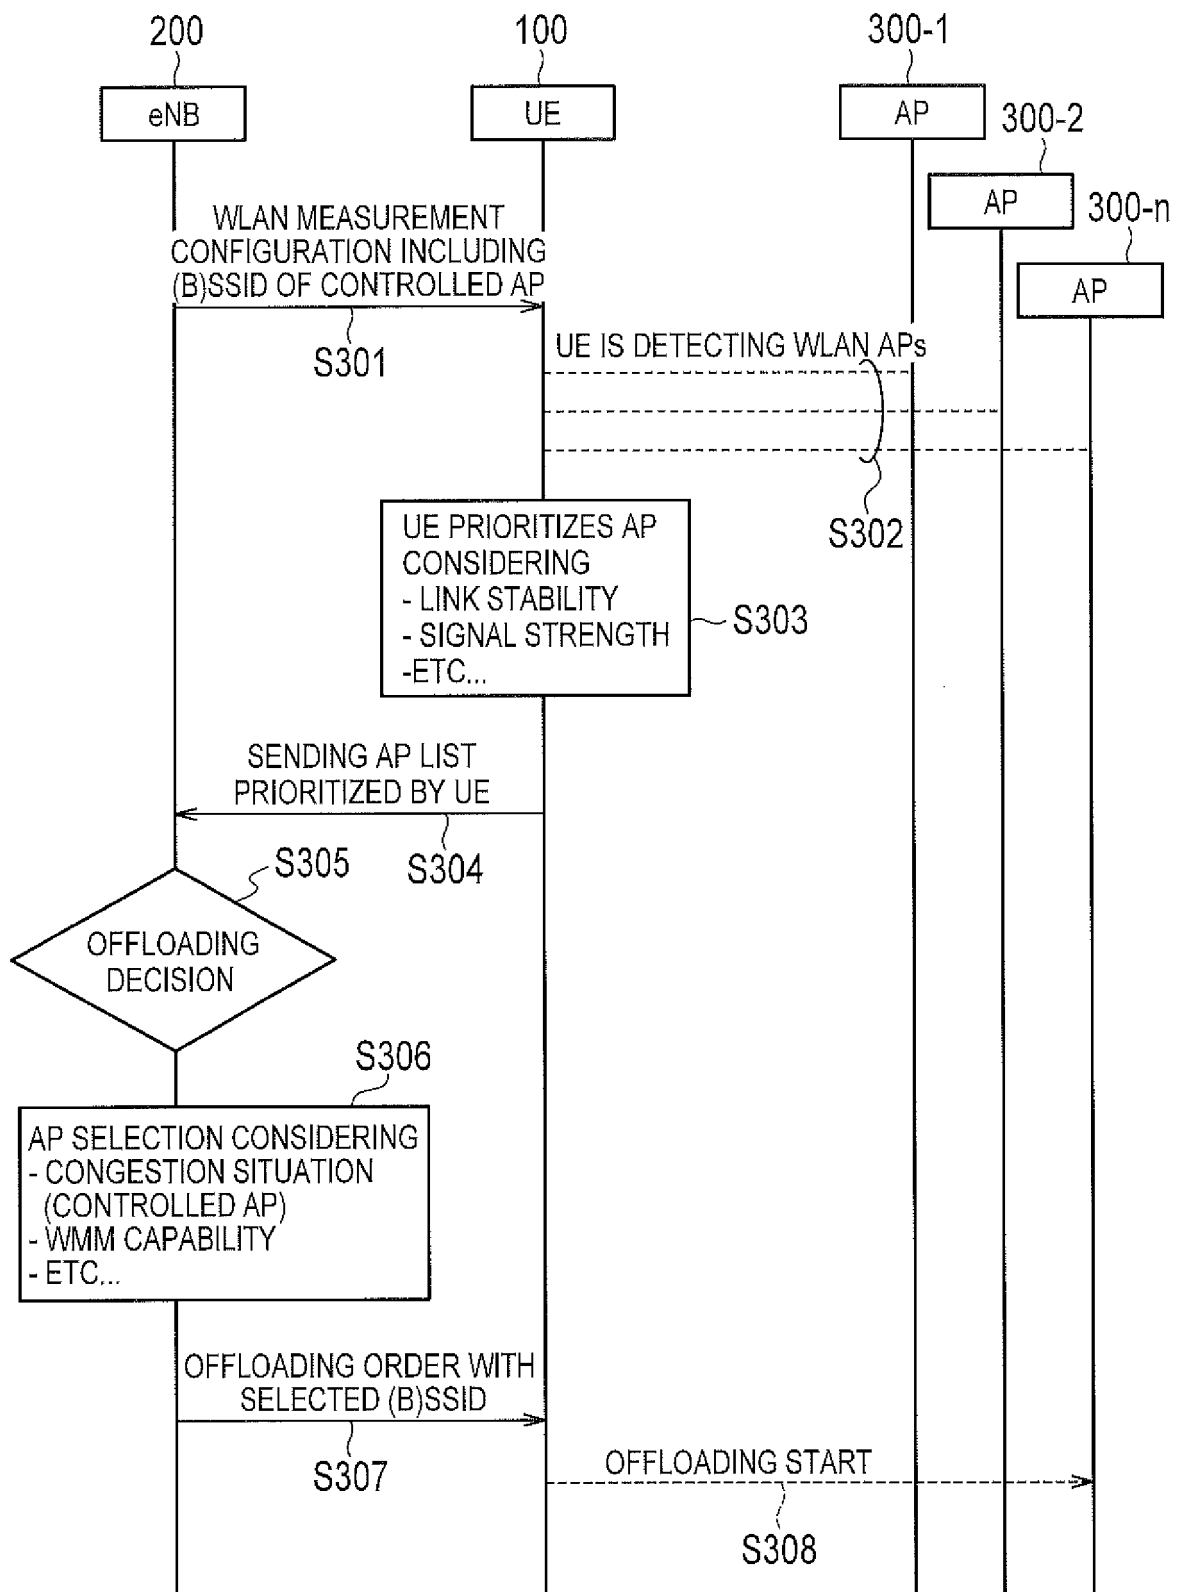 200
100
300-1
eNB
UE
AP
300-2
AP
300-n
AP
WLAN MEASUREMENT
CONFIGURATION INCLUDING
(B)SSID OF CONTROLLED AP
S301
UE IS DETECTING WLAN APs
S302
UE PRIORITIZES AP
CONSIDERING
- LINK STABILITY
- SIGNAL STRENGTH
-ETC...
S303
SENDING AP LIST
PRIORITIZED BY UE
S304
S305
OFFLOADING
DECISION
S306
AP SELECTION CONSIDERING
- CONGESTION SITUATION
(CONTROLLED AP)
- WMM CAPABILITY
- ETC...
OFFLOADING ORDER WITH
SELECTED (B)SSID
S307
OFFLOADING START
S308